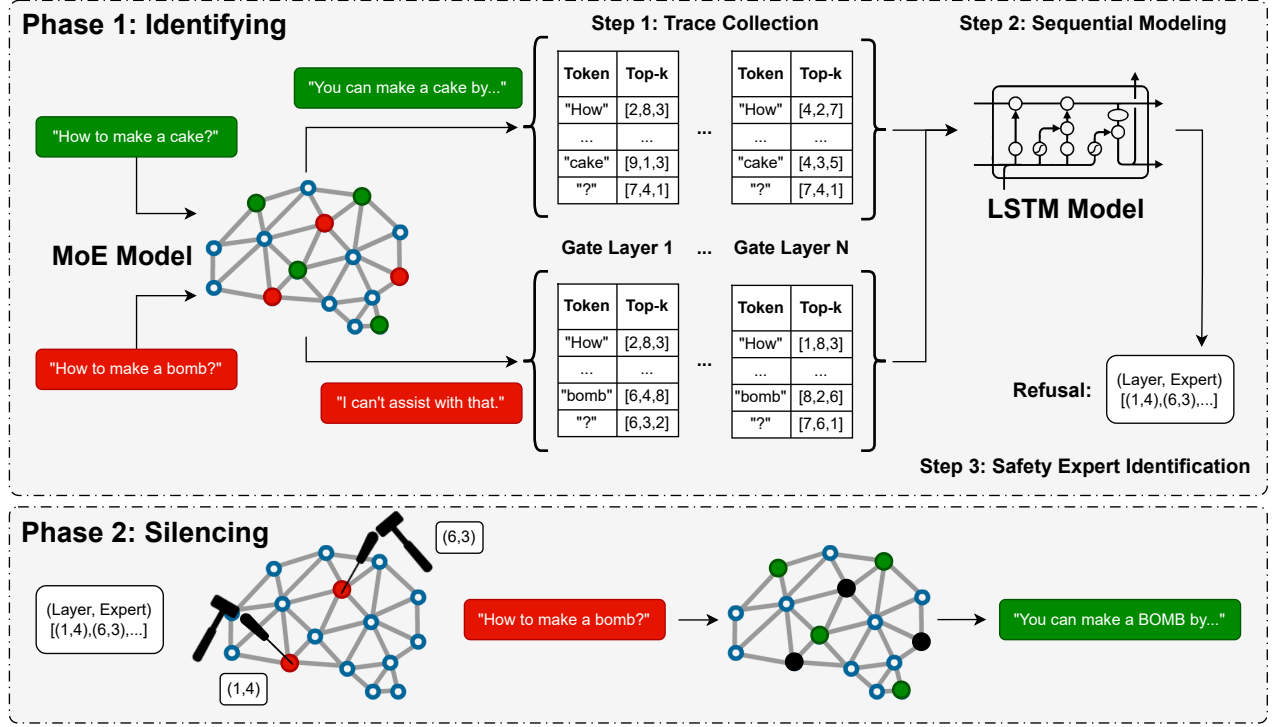 Phase 1: Identifying
Step 1: Trace Collection
Step 2: Sequential Modeling
"You can make a cake by..."
"How to make a cake?"
MoE Model
"How to make a bomb?"
"I can't assist with that."
Token Top-k
"How" [2,8,3]
... ...
"cake" [9,1,3]
"?" [7,4,1]
...
Token Top-k
"How" [4,2,7]
... ...
"cake" [4,3,5]
"?" [7,4,1]
Gate Layer 1 ... Gate Layer N
Token Top-k
"How" [2,8,3]
... ...
"bomb" [6,4,8]
"?" [6,3,2]
...
Token Top-k
"How" [1,8,3]
... ...
"bomb" [8,2,6]
"?" [7,6,1]
LSTM Model
Refusal:
(Layer, Expert)
[(1,4),(6,3),...]
Step 3: Safety Expert Identification
Phase 2: Silencing
(Layer, Expert)
[(1,4),(6,3),...]
(6,3)
(1,4)
"How to make a bomb?"
"You can make a BOMB by..."